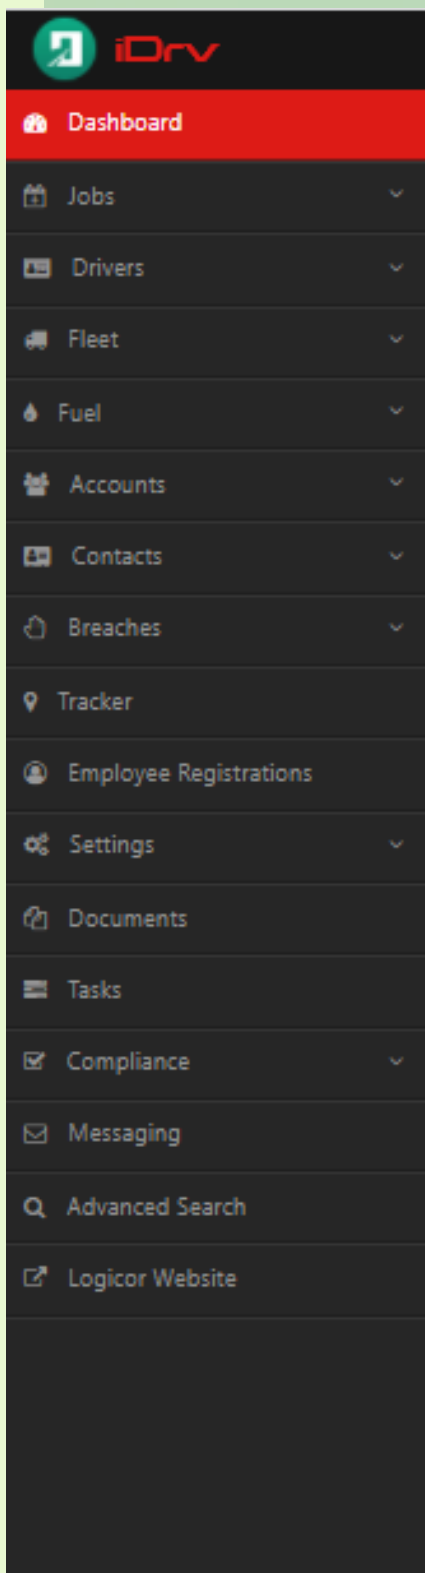 iDrv
Dashboard
Jobs
Drivers
Fleet
Fuel
Accounts
Contacts
Breaches
Tracker
Employee Registrations
Settings
Documents
Tasks
Compliance
Messaging
Advanced Search
Logicor Website